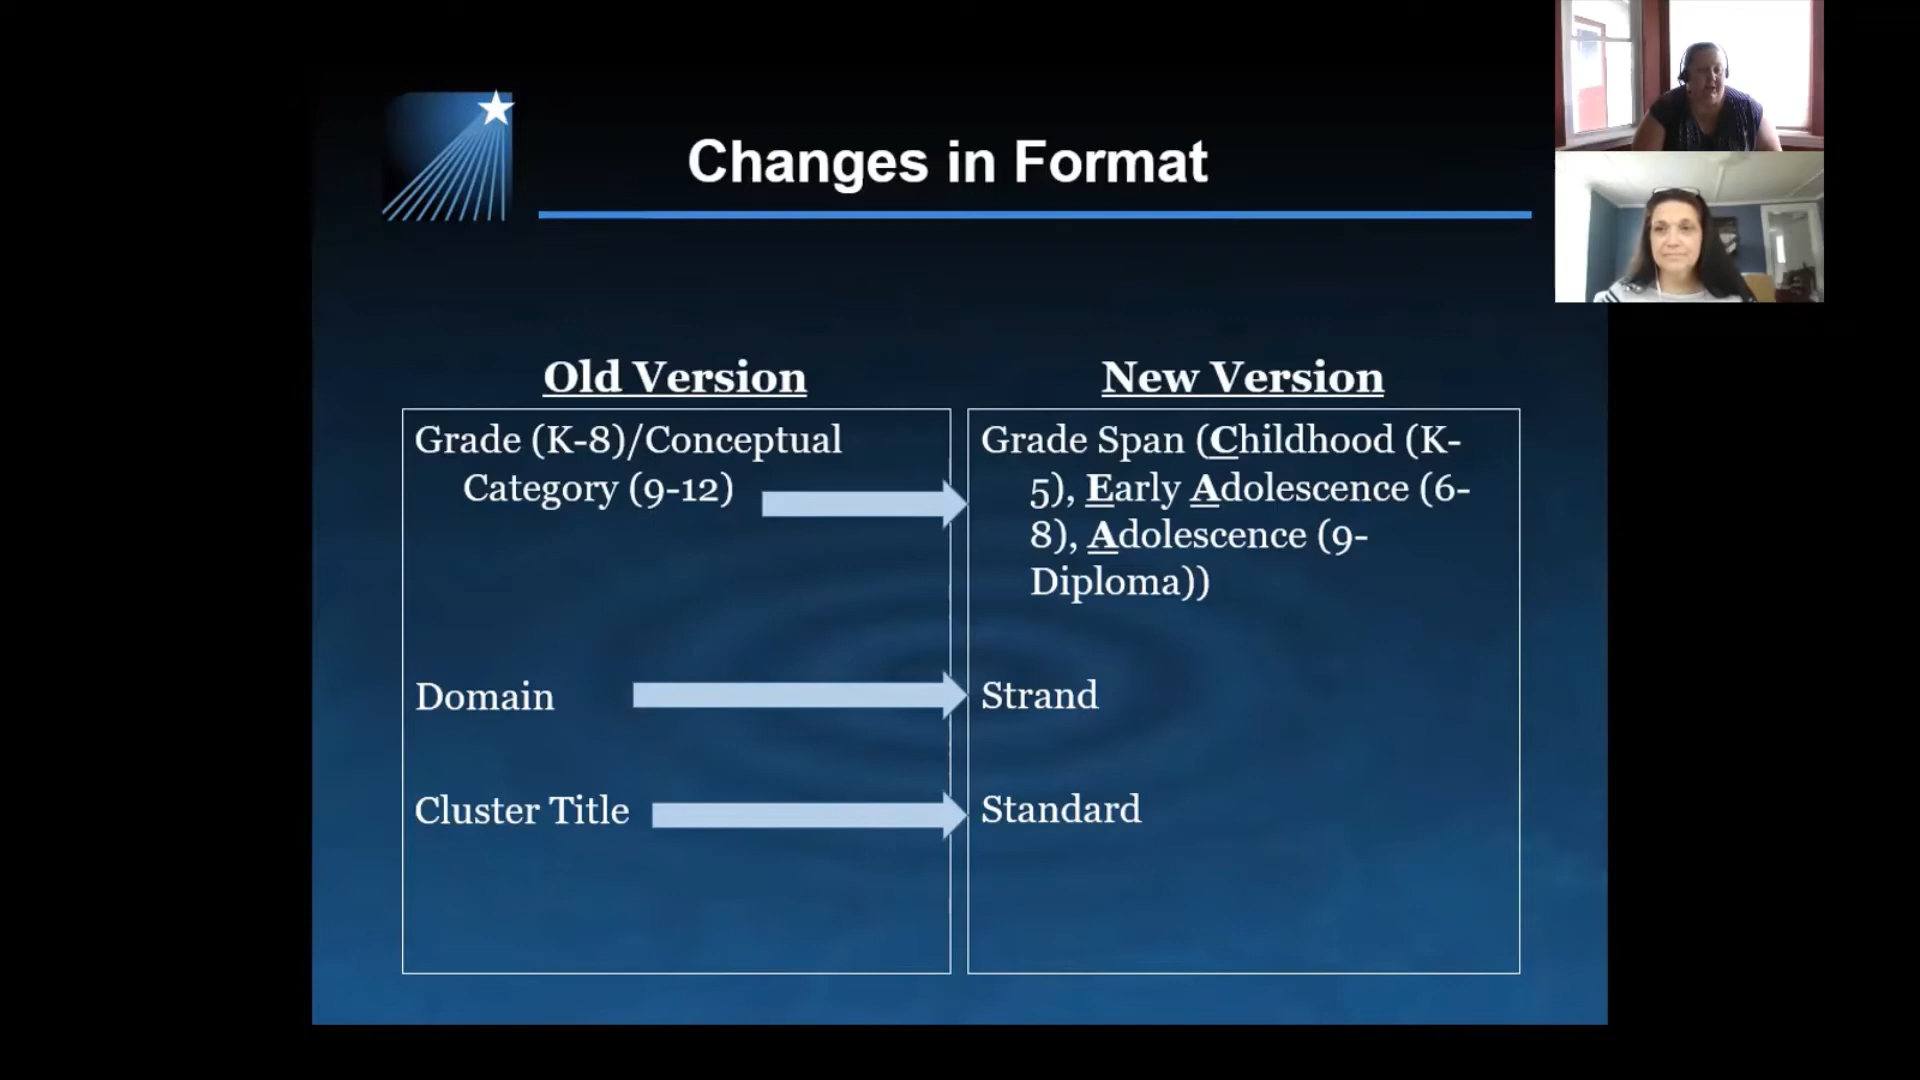 Changes in Format
Old Version
Grade (K-8)/Conceptual
Category (9-12)
Domain
Cluster Title
New Version
Grade Span (Childhood (K-
5), Early Adolescence (6-
8), Adolescence (9-
Diploma))
Strand
Standard